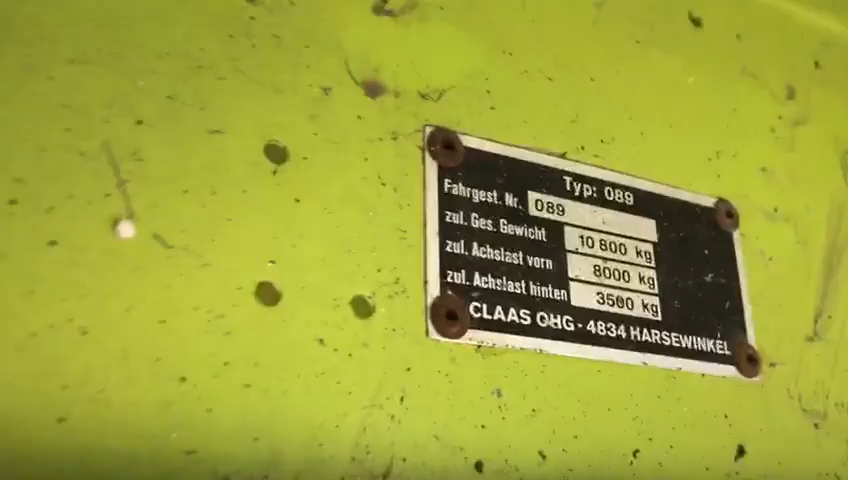 Typ: 089
Fahrgest. Nr. 089
zul. Ges. Gewicht 10 800 kg
zul. Achslast vorn 8000 kg
zul. Achslast hinten 3500 kg
CLAAS OHG - 4834 HARSEWINKEL